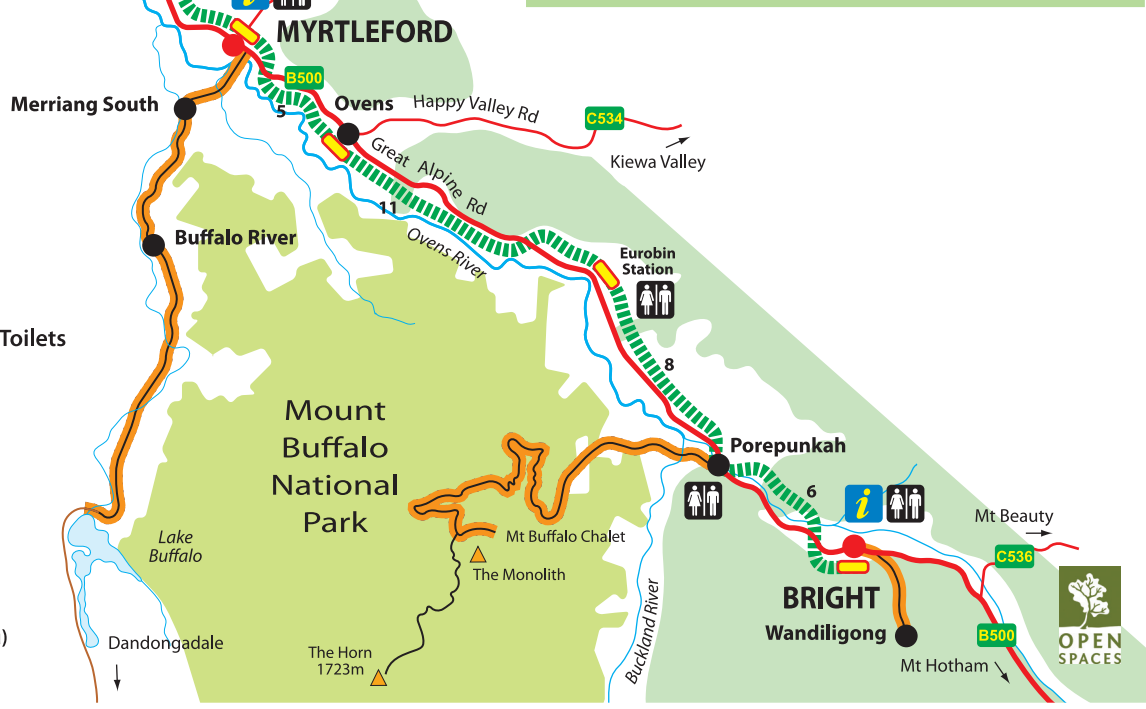 i
MYRTLEFORD
B500
Merriang South
5
Ovens
Happy Valley Rd
C534
Kiewa Valley
Great Alpine Rd
11
Ovens River
Buffalo River
Eurobin
Station
Toilets
8
Mount
Buffalo
National
Park
Porepunkah
6
i
Mt Beauty
C536
Lake
Buffalo
Mt Buffalo Chalet
The Monolith
BRIGHT
Wandiligong
B500
OPEN
SPACES
Buckland River
)
Dandongadale
The Horn
1723m
Mt Hotham